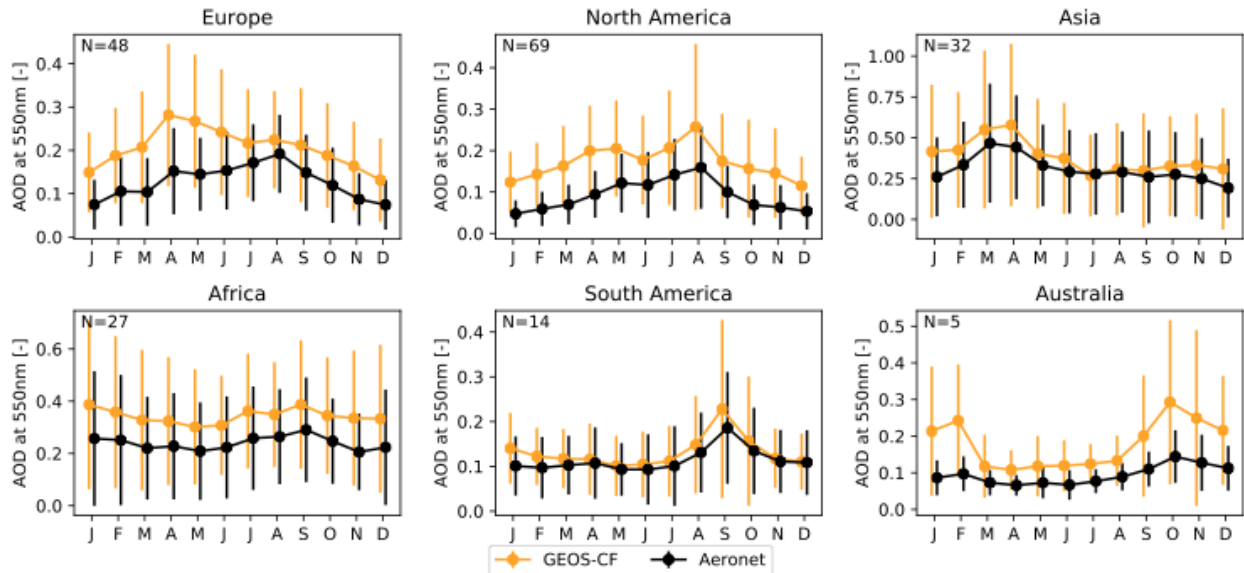 Europe
N=48
AOD at 550nm [-]
0.4
0.3
0.2
0.1
0.0
J F M A M J J A S O N D
North America
N=69
AOD at 550nm [-]
0.4
0.3
0.2
0.1
0.0
J F M A M J J A S O N D
Asia
N=32
AOD at 550nm [-]
1.00
0.75
0.50
0.25
0.00
J F M A M J J A S O N D
Africa
N=27
AOD at 550nm [-]
0.6
0.4
0.2
0.0
J F M A M J J A S O N D
South America
N=14
AOD at 550nm [-]
0.4
0.3
0.2
0.1
0.0
J F M A M J J A S O N D
Australia
N=5
AOD at 550nm [-]
0.5
0.4
0.3
0.2
0.1
0.0
J F M A M J J A S O N D
GEOS-CF Aeronet